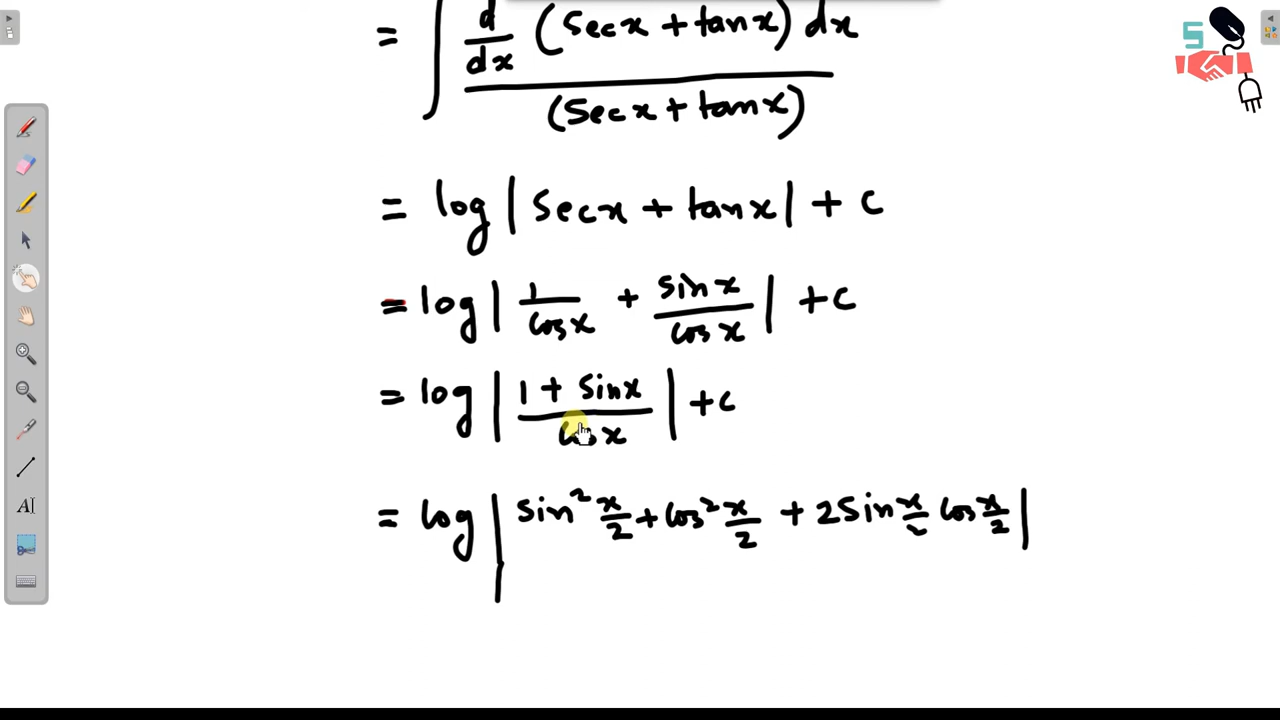 = ∫ d/dx (Secx + tanx) dx / (Secx + tanx)
= log | Secx + tanx | + c
= log | 1/cosx + sinx/cosx | + c
= log | 1 + Sinx / cosx | + c
= log | sin² x/2 + cos² x/2 + 2Sin x/2 cos x/2 |